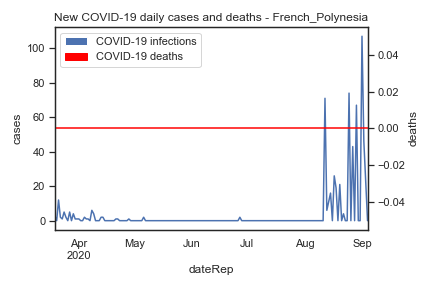 New COVID-19 daily cases and deaths - French_Polynesia
COVID-19 infections
COVID-19 deaths
100
80
60
40
20
0
cases
0.04
0.02
0.00
−0.02
−0.04
deaths
Apr
2020
May
Jun
Jul
Aug
Sep
dateRep